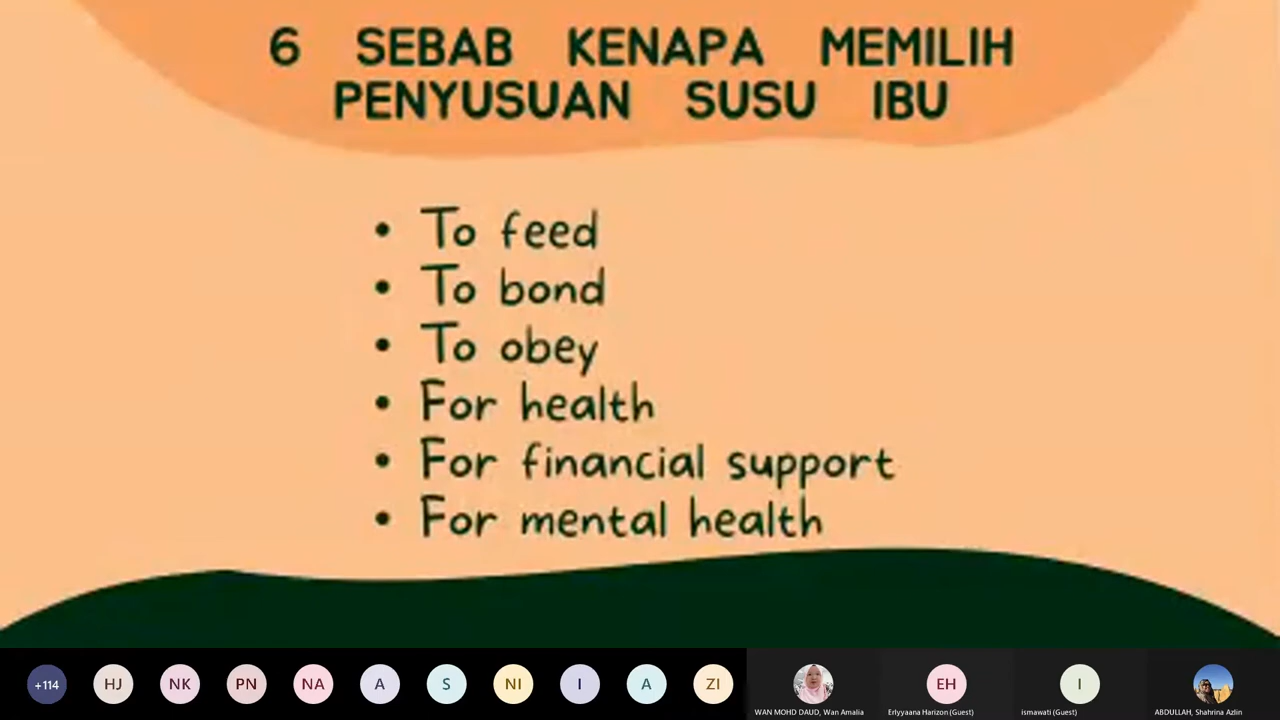 6 SEBAB KENAPA MEMILIH
PENYUSUAN SUSU IBU
• To feed
• To bond
• To obey
• For health
• For financial support
• For mental health
+114 HJ NK PN NA A S NI I A ZI EH I
WAN MOHD DAUD, Wan Amalia Erlyyaana Harizon (Guest) ismawati (Guest) ABDULLAH, Shahrina Azlin